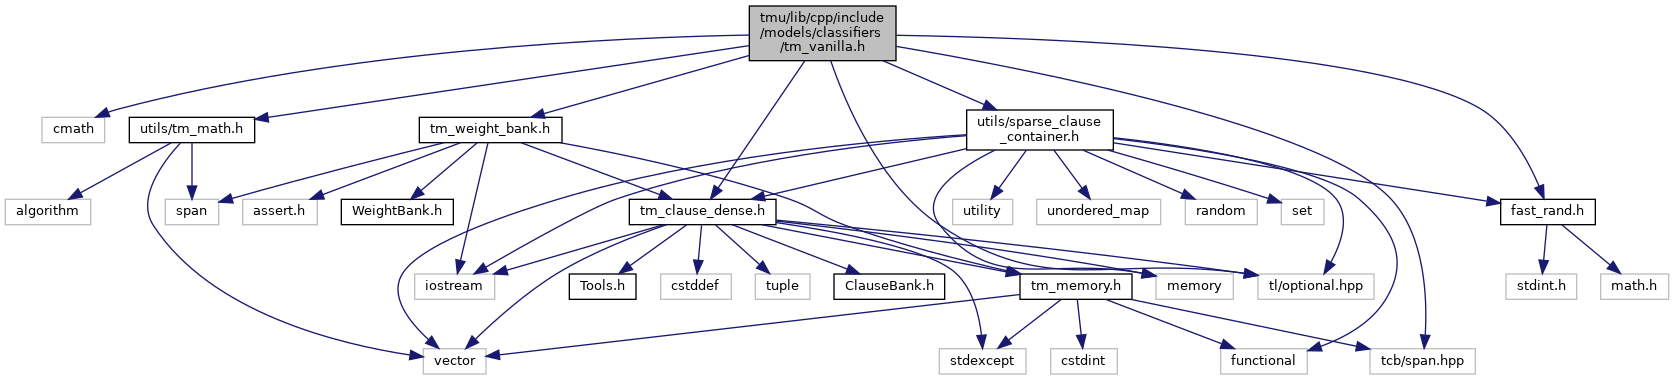 tmu/lib/cpp/include
/models/classifiers
/tm_vanilla.h
cmath
utils/tm_math.h
tm_weight_bank.h
utils/sparse_clause
_container.h
algorithm
span
assert.h
WeightBank.h
tm_clause_dense.h
utility
unordered_map
random
set
fast_rand.h
iostream
Tools.h
cstddef
tuple
ClauseBank.h
tm_memory.h
memory
tl/optional.hpp
stdint.h
math.h
vector
stdexcept
cstdint
functional
tcb/span.hpp